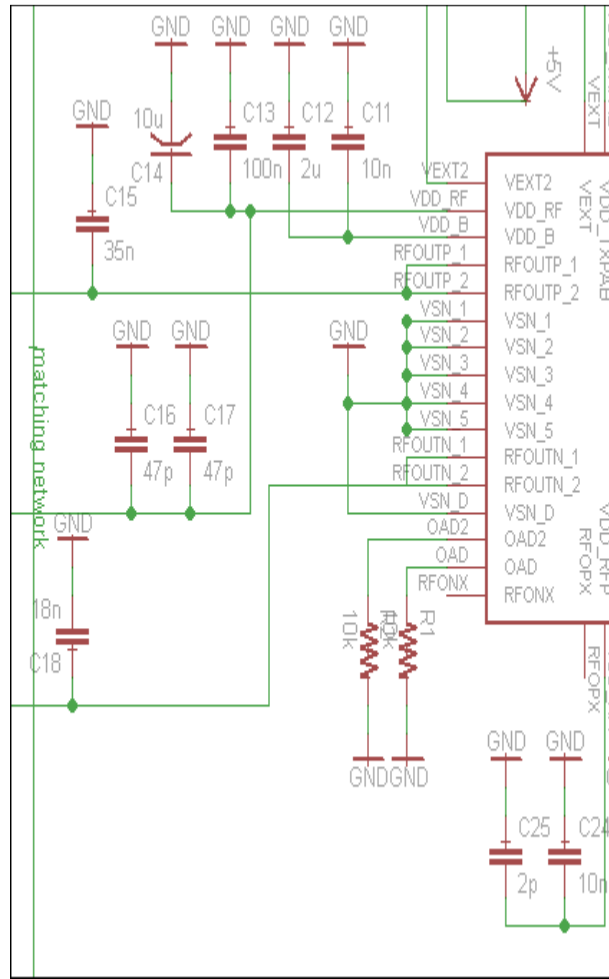 GND
GND
GND
GND
+5V
VEXT
GND
10u
C13
C12
C11
C14
100n
2u
10n
C15
35n
VEXT2
VDD_RF
VDD_B
RFOUTP_1
RFOUTP_2
VSN_1
VSN_2
VSN_3
VSN_4
VSN_5
RFOUTN_1
RFOUTN_2
VSN_D
OAD2
OAD
RFONX
VEXT2
VDD_RF
VDD_B
RFOUTP_1
RFOUTP_2
VSN_1
VSN_2
VSN_3
VSN_4
VSN_5
RFOUTN_1
RFOUTN_2
VSN_D
OAD2
OAD
RFONX
VEXT
VDD_TXPAB
VDD_RFP
RFOPX
RFOPX
GND
GND
GND
matching network
C16
C17
47p
47p
GND
18n
C18
10k
R1
GND
GND
GND
GND
C25
C24
2p
10n